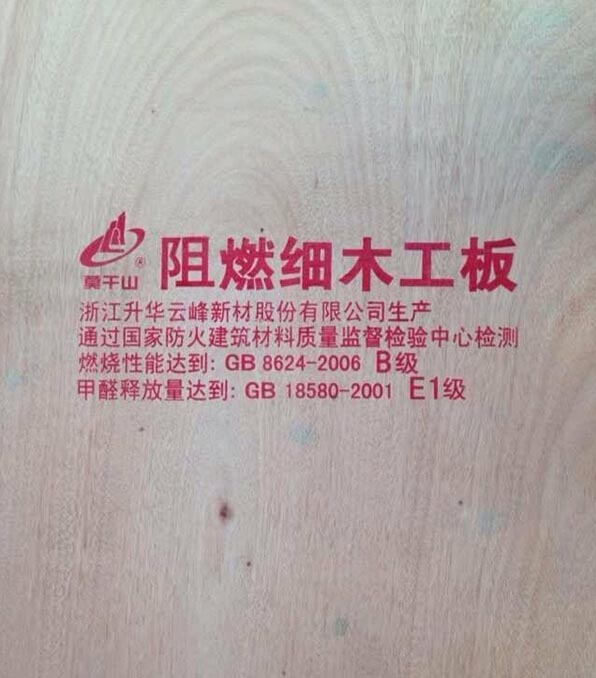 莫干山®
阻燃细木工板
浙江升华云峰新材股份有限公司生产
通过国家防火建筑材料质量监督检验中心检测
燃烧性能达到: GB 8624-2006 B级
甲醛释放量达到: GB 18580-2001 E1级